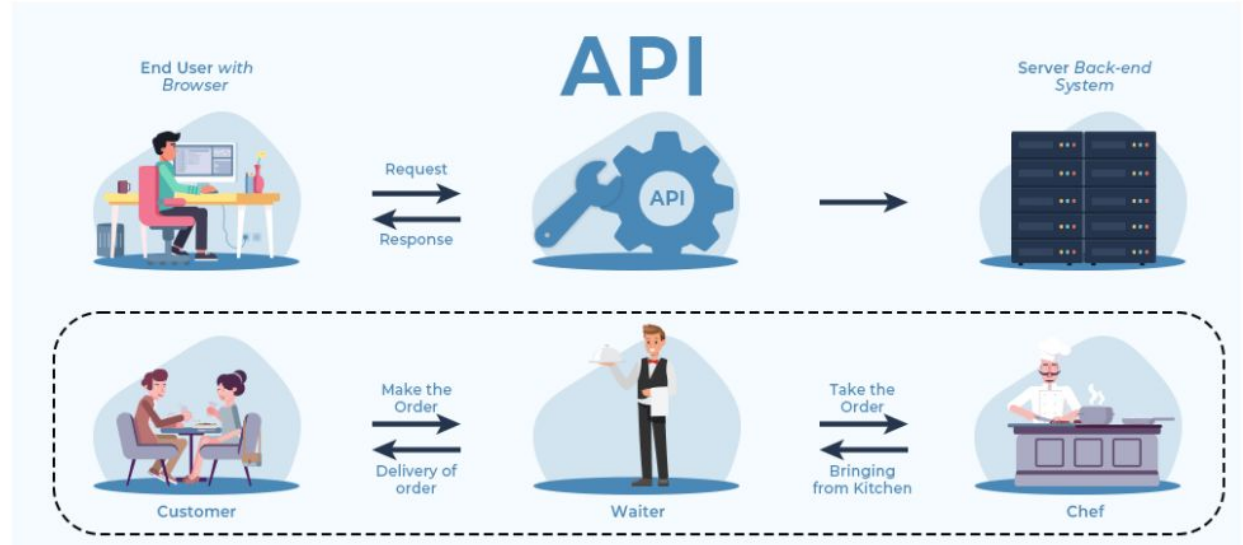 API
End User with
Browser
Server Back-end
System
Request
Response
API
Make the
Order
Delivery of
order
Take the
Order
Bringing
from Kitchen
Customer
Waiter
Chef